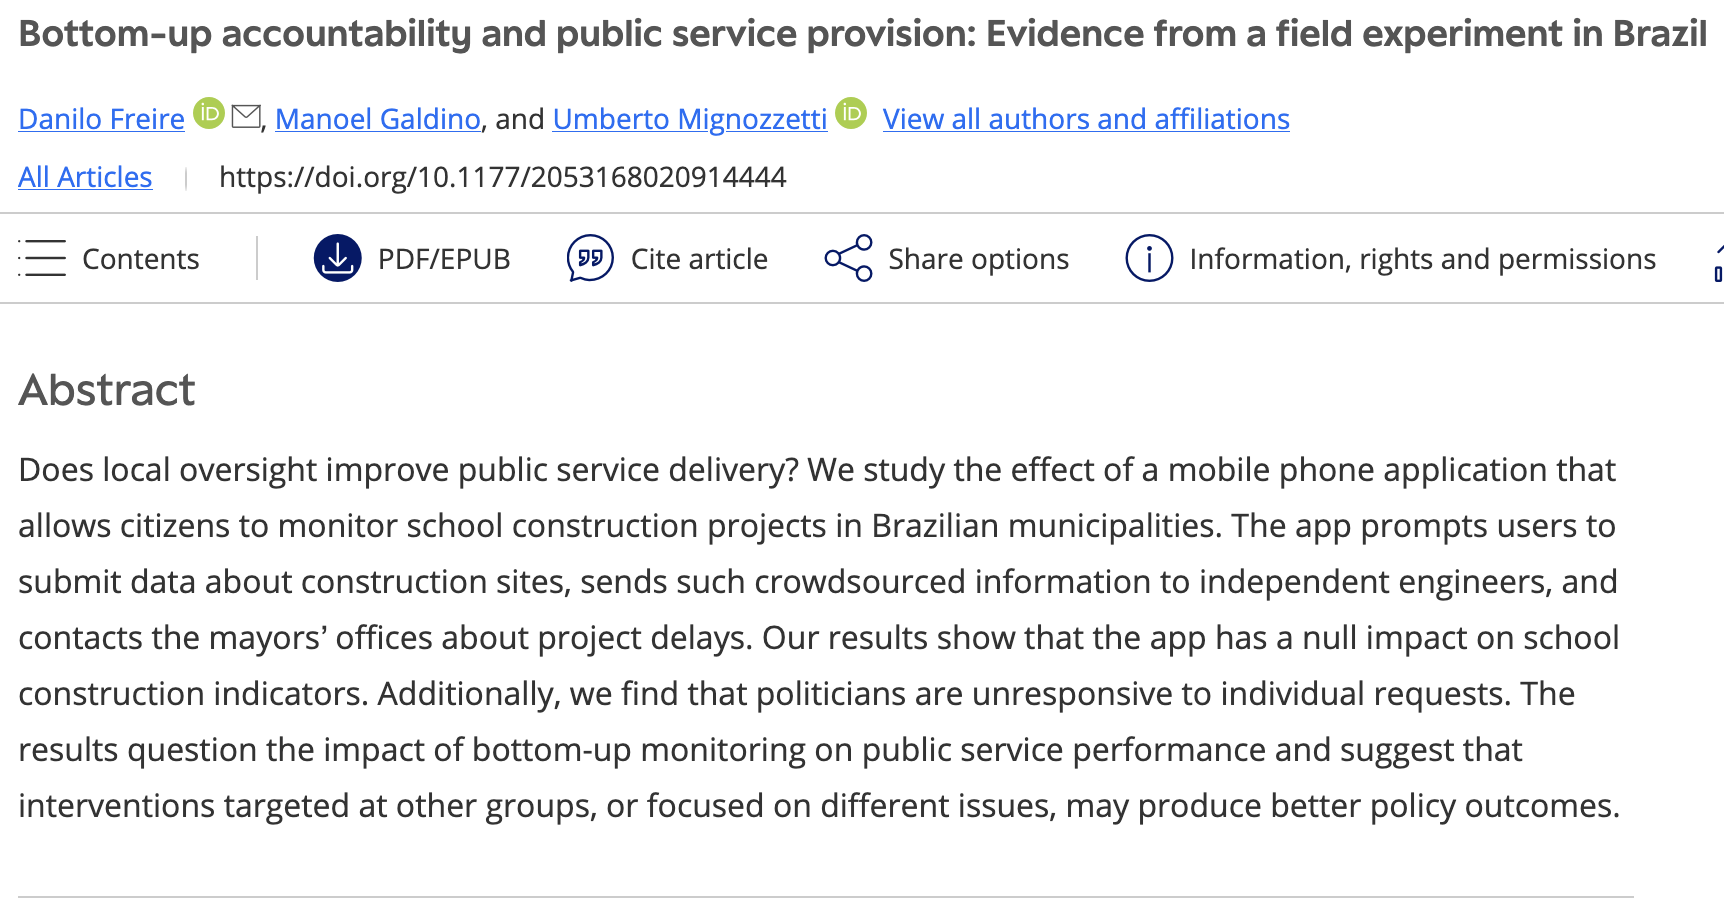 Bottom-up accountability and public service provision: Evidence from a field experiment in Brazil
Danilo Freire iD, Manoel Galdino, and Umberto Mignozzetti iD View all authors and affiliations
All Articles | https://doi.org/10.1177/2053168020914444
Contents PDF/EPUB Cite article Share options Information, rights and permissions
Abstract
Does local oversight improve public service delivery? We study the effect of a mobile phone application that
allows citizens to monitor school construction projects in Brazilian municipalities. The app prompts users to
submit data about construction sites, sends such crowdsourced information to independent engineers, and
contacts the mayors’ offices about project delays. Our results show that the app has a null impact on school
construction indicators. Additionally, we find that politicians are unresponsive to individual requests. The
results question the impact of bottom-up monitoring on public service performance and suggest that
interventions targeted at other groups, or focused on different issues, may produce better policy outcomes.